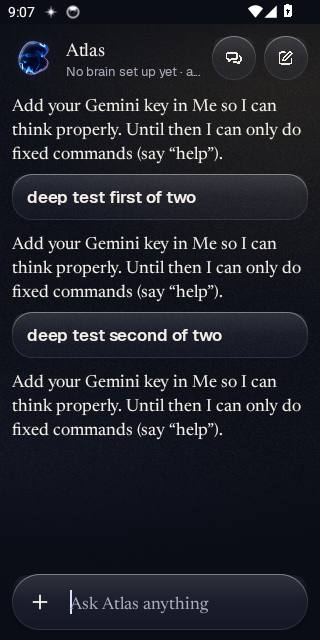 9:07
Atlas
No brain set up yet · a...
Add your Gemini key in Me so I can
think properly. Until then I can only do
fixed commands (say “help”).
deep test first of two
Add your Gemini key in Me so I can
think properly. Until then I can only do
fixed commands (say “help”).
deep test second of two
Add your Gemini key in Me so I can
think properly. Until then I can only do
fixed commands (say “help”).
Ask Atlas anything